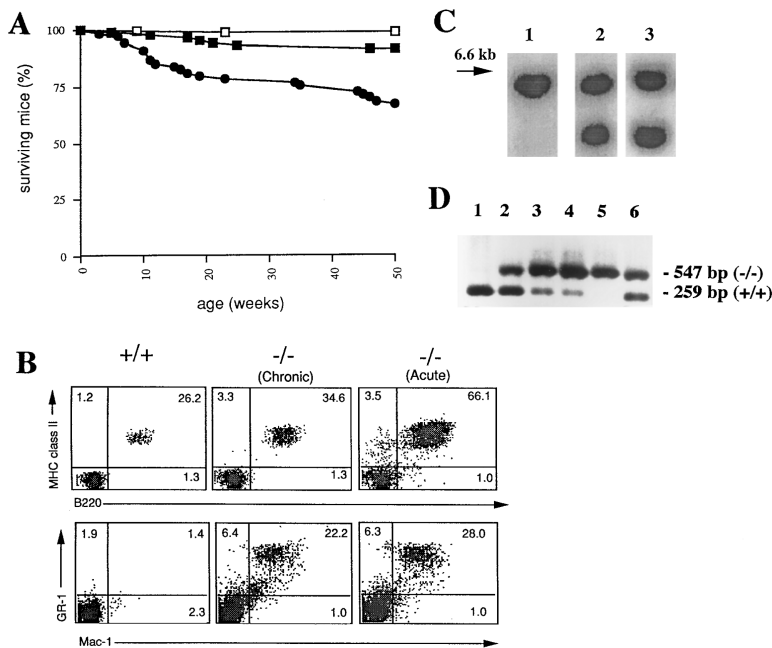 A
surviving mice (%)
100
75
50
25
0
0
10
20
30
40
50
age (weeks)
C
1 2 3
6.6 kb
D
1 2 3 4 5 6
- 547 bp (-/-)
- 259 bp (+/+)
B
+/+ -/- -/-
(Chronic) (Acute)
MHC class II
1.2 26.2 3.3 34.6 3.5 66.1
1.3 1.3 1.0
B220
GR-1
1.9 1.4 6.4 22.2 6.3 28.0
2.3 1.0 1.0
Mac-1